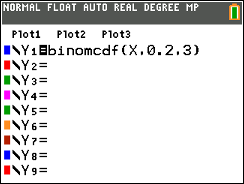 NORMAL FLOAT AUTO REAL DEGREE MP
Plot1 Plot2 Plot3
\Y1=binomcdf(X,0.2,3)
\Y2=
\Y3=
\Y4=
\Y5=
\Y6=
\Y7=
\Y8=
\Y9=